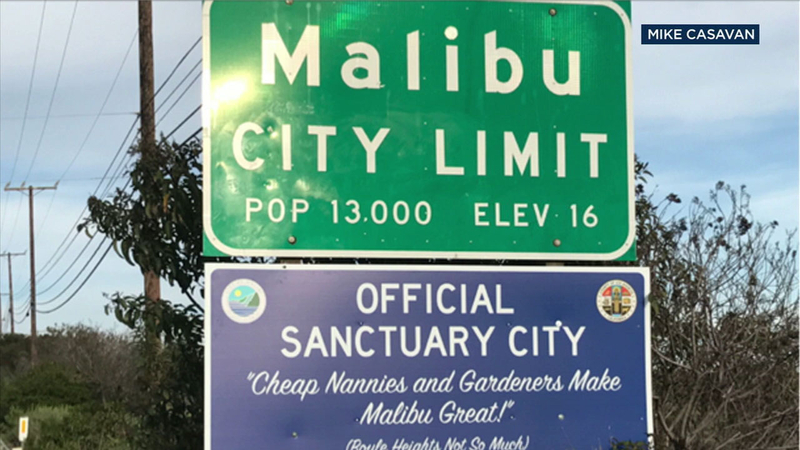 MIKE CASAVAN
Malibu
CITY LIMIT
POP 13,000 ELEV 16
OFFICIAL
SANCTUARY CITY
"Cheap Nannies and Gardeners Make
Malibu Great!"
(Boyle Heights Not So Much)